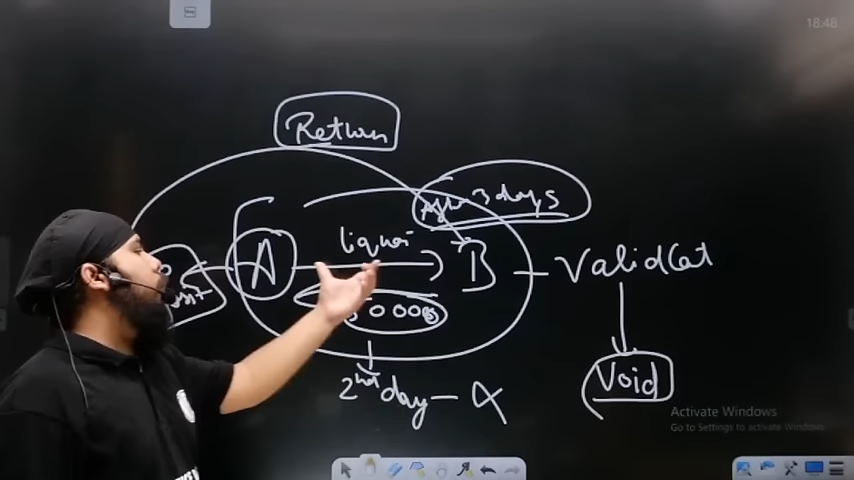 18:48
Return
After 3 days
liquor
A
B
Valid Cat
2nd day
Void
Activate Windows
Go to Settings to activate Windows.